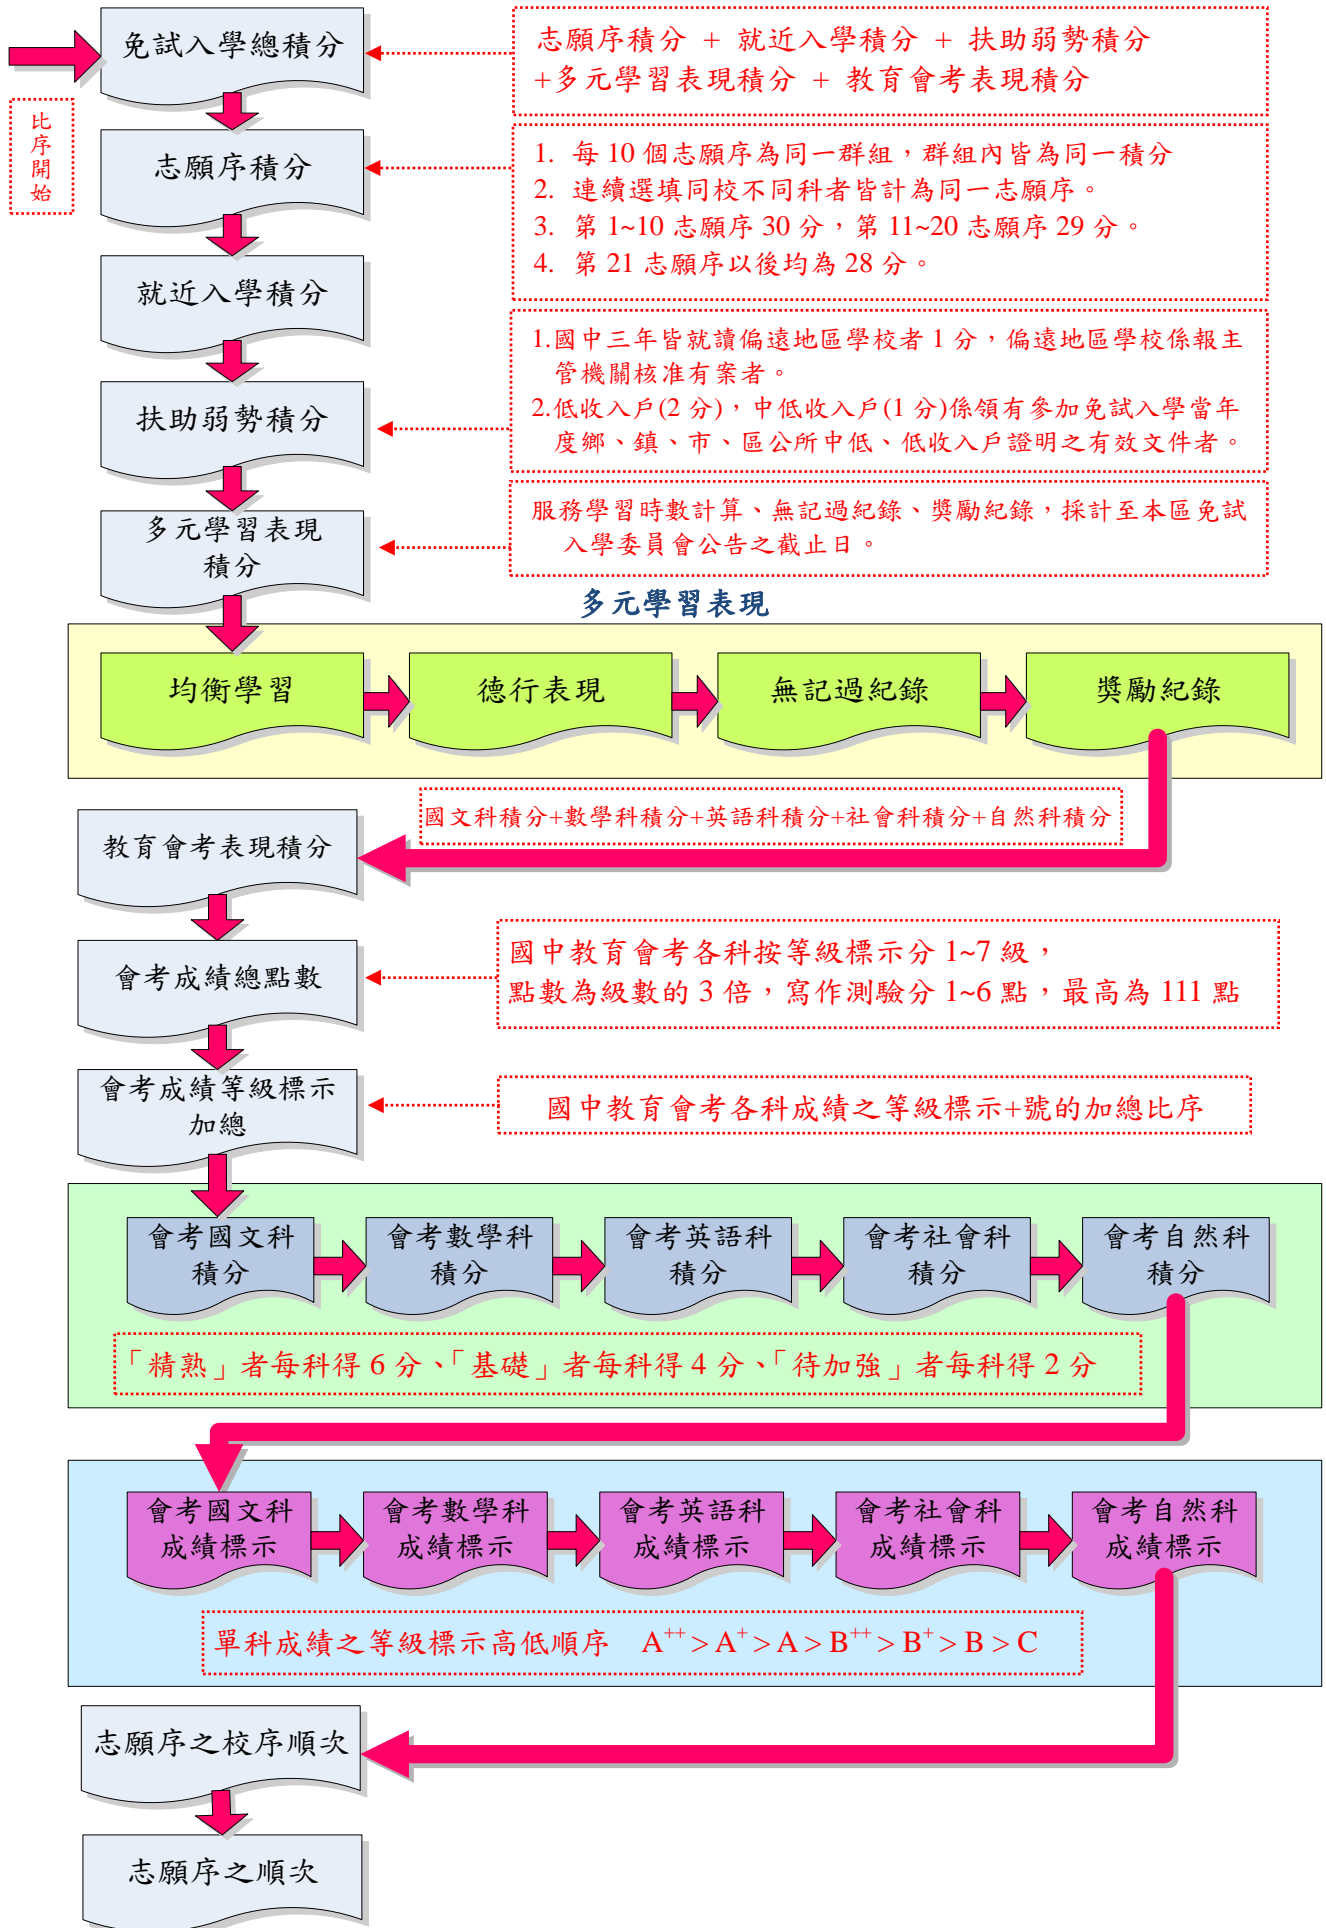 免試入學總積分
志願序積分 + 就近入學積分 + 扶助弱勢積分
+多元學習表現積分 + 教育會考表現積分
比序開始
志願序積分
1. 每 10 個志願序為同一群組，群組內皆為同一積分
2. 連續選填同校不同科者皆計為同一志願序。
3. 第 1~10 志願序 30 分，第 11~20 志願序 29 分。
4. 第 21 志願序以後均為 28 分。
就近入學積分
扶助弱勢積分
1.國中三年皆就讀偏遠地區學校者 1 分，偏遠地區學校係報主
管機關核准有案者。
2.低收入戶(2 分)，中低收入戶(1 分)係領有參加免試入學當年
度鄉、鎮、市、區公所中低、低收入戶證明之有效文件者。
多元學習表現
積分
服務學習時數計算、無記過紀錄、獎勵紀錄，採計至本區免試
入學委員會公告之截止日。
多元學習表現
均衡學習
德行表現
無記過紀錄
獎勵紀錄
國文科積分+數學科積分+英語科積分+社會科積分+自然科積分
教育會考表現積分
會考成績總點數
國中教育會考各科按等級標示分 1~7 級，
點數為級數的 3 倍，寫作測驗分 1~6 點，最高為 111 點
會考成績等級標示
加總
國中教育會考各科成績之等級標示+號的加總比序
會考國文科
積分
會考數學科
積分
會考英語科
積分
會考社會科
積分
會考自然科
積分
「精熟」者每科得 6 分、「基礎」者每科得 4 分、「待加強」者每科得 2 分
會考國文科
成績標示
會考數學科
成績標示
會考英語科
成績標示
會考社會科
成績標示
會考自然科
成績標示
單科成績之等級標示高低順序 A++ > A+ > A > B++ > B+ > B > C
志願序之校序順次
志願序之順次